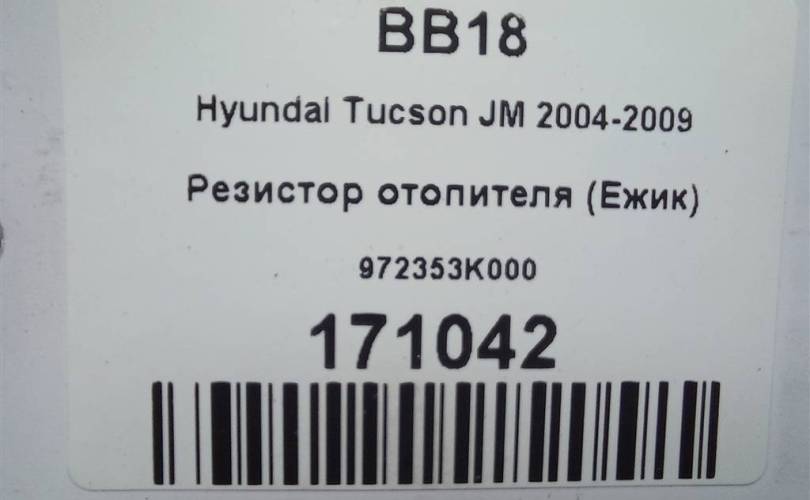 BB18
Hyundai Tucson JM 2004-2009
Резистор отопителя (Ежик)
972353K000
171042